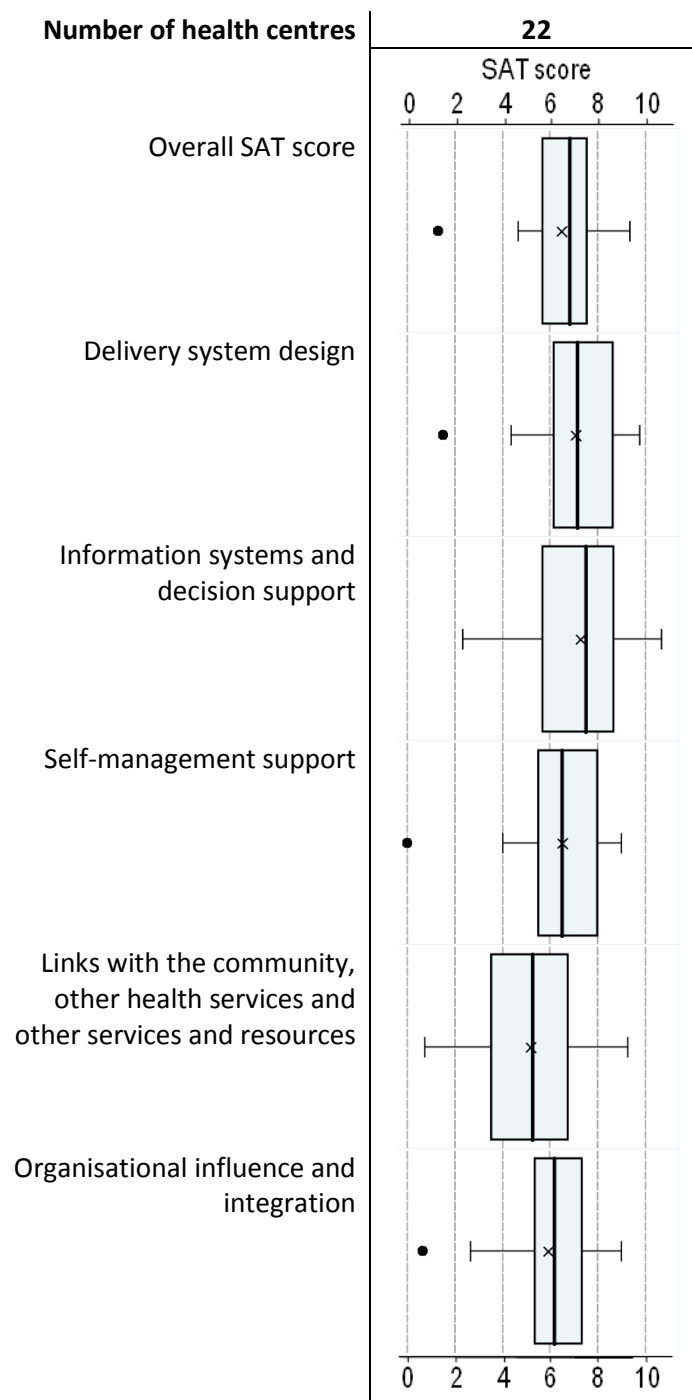 Number of health centres 22
SAT score
0 2 4 6 8 10
Overall SAT score
Delivery system design
Information systems and
decision support
Self-management support
Links with the community,
other health services and
other services and resources
Organisational influence and
integration
0 2 4 6 8 10